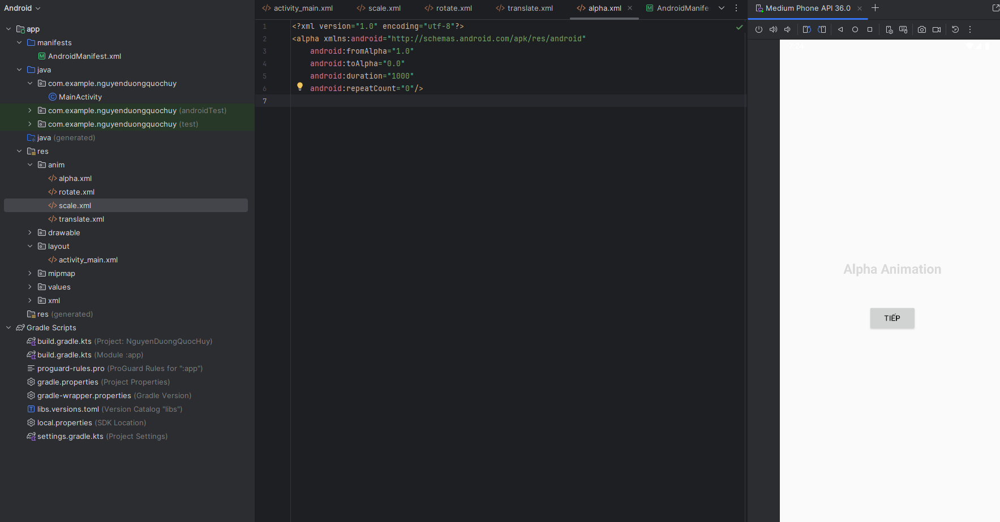 Android
app
manifests
AndroidManifest.xml
java
com.example.nguyenduongquochuy
MainActivity
com.example.nguyenduongquochuy (androidTest)
com.example.nguyenduongquochuy (test)
java (generated)
res
anim
alpha.xml
rotate.xml
scale.xml
translate.xml
drawable
layout
activity_main.xml
mipmap
values
xml
res (generated)
Gradle Scripts
build.gradle.kts (Project: NguyenDuongQuocHuy)
build.gradle.kts (Module :app)
proguard-rules.pro (ProGuard Rules for ":app")
gradle.properties (Project Properties)
gradle-wrapper.properties (Gradle Version)
libs.versions.toml (Version Catalog "libs")
local.properties (SDK Location)
settings.gradle.kts (Project Settings)
activity_main.xml scale.xml rotate.xml translate.xml alpha.xml AndroidManife
1 <?xml version="1.0" encoding="utf-8"?>
2 <alpha xmlns:android="http://schemas.android.com/apk/res/android"
3 android:fromAlpha="1.0"
4 android:toAlpha="0.0"
5 android:duration="1000"
6 android:repeatCount="0"/>
7
Medium Phone API 36.0
Alpha Animation
TIẾP